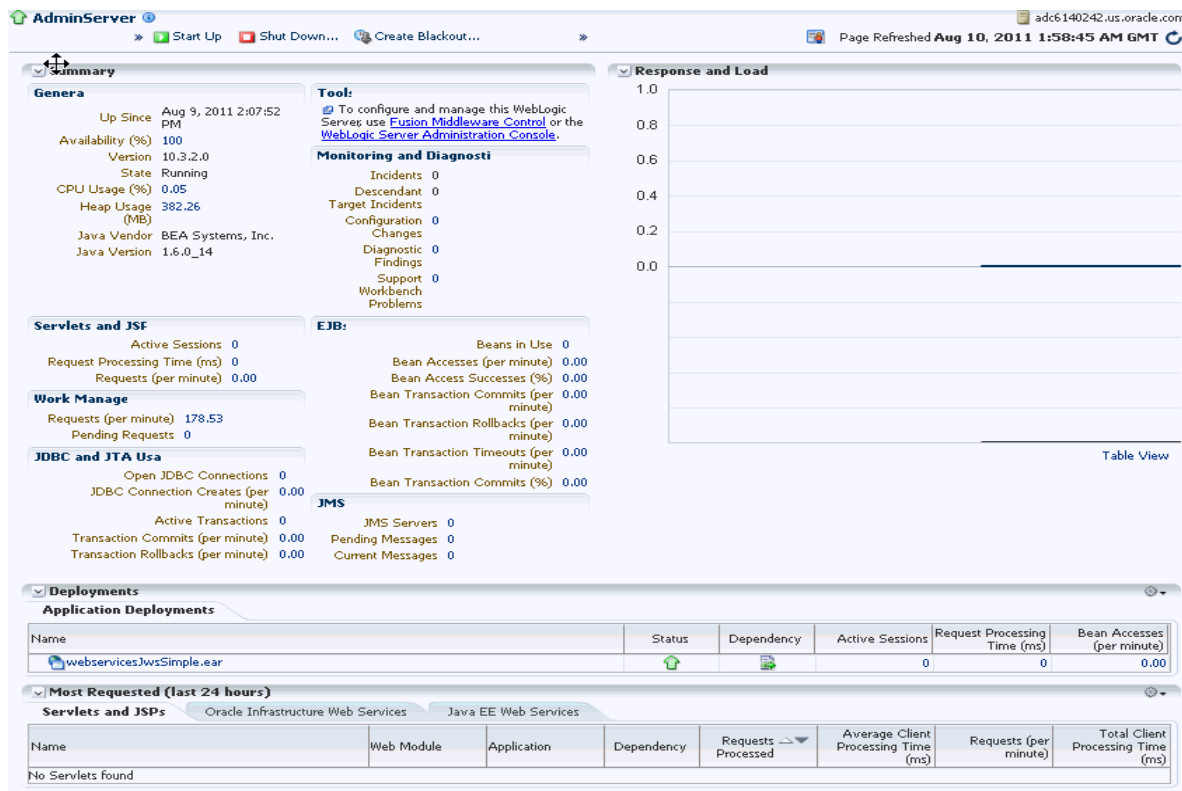 AdminServer
adc6140242.us.oracle.com
» Start Up Shut Down... Create Blackout... »
Page Refreshed Aug 10, 2011 1:58:45 AM GMT
Summary
Genera
Up Since Aug 9, 2011 2:07:52
PM
Availability (%) 100
Version 10.3.2.0
State Running
CPU Usage (%) 0.05
Heap Usage 382.26
(MB)
Java Vendor BEA Systems, Inc.
Java Version 1.6.0_14
Tool:
To configure and manage this WebLogic
Server, use Fusion Middleware Control or the
WebLogic Server Administration Console.
Monitoring and Diagnosti
Incidents 0
Descendant 0
Target Incidents
Configuration 0
Changes
Diagnostic 0
Findings
Support 0
Workbench
Problems
Servlets and JSF
Active Sessions 0
Request Processing Time (ms) 0
Requests (per minute) 0.00
Work Manage
Requests (per minute) 178.53
Pending Requests 0
JDBC and JTA Usa
Open JDBC Connections 0
JDBC Connection Creates (per 0.00
minute)
Active Transactions 0
Transaction Commits (per minute) 0.00
Transaction Rollbacks (per minute) 0.00
EJB:
Beans in Use 0
Bean Accesses (per minute) 0.00
Bean Access Successes (%) 0.00
Bean Transaction Commits (per 0.00
minute)
Bean Transaction Rollbacks (per 0.00
minute)
Bean Transaction Timeouts (per 0.00
minute)
Bean Transaction Commits (%) 0.00
JMS
JMS Servers 0
Pending Messages 0
Current Messages 0
Response and Load
1.0
0.8
0.6
0.4
0.2
0.0
Table View
Deployments
Application Deployments
Name Status Dependency Active Sessions Request Processing Time (ms) Bean Accesses (per minute)
webservicesJwsSimple.ear 0 0 0.00
Most Requested (last 24 hours)
Servlets and JSPs Oracle Infrastructure Web Services Java EE Web Services
Name Web Module Application Dependency Requests Processed Average Client Processing Time (ms) Requests (per minute) Total Client Processing Time (ms)
No Servlets found